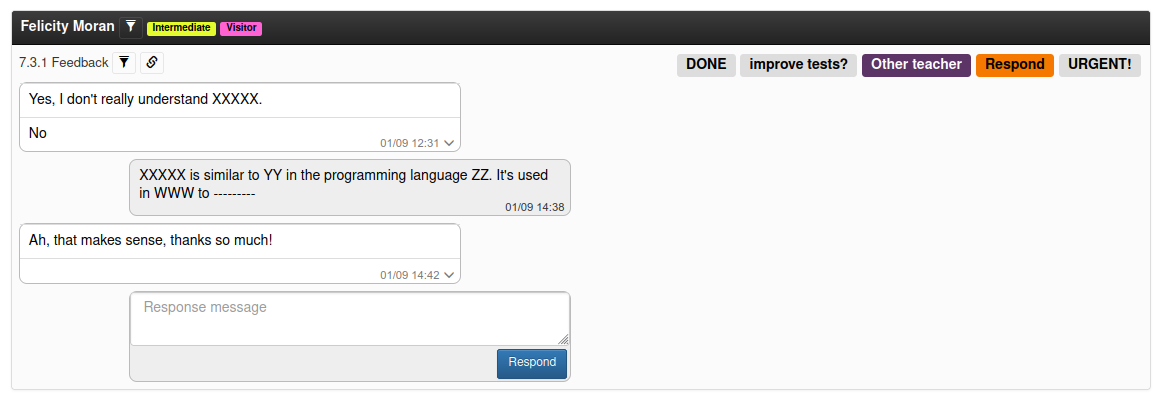 Felicity Moran Intermediate Visitor
7.3.1 Feedback DONE improve tests? Other teacher Respond URGENT!
Yes, I don't really understand XXXXX.
No
01/09 12:31
XXXXX is similar to YY in the programming language ZZ. It's used
in WWW to ---------
01/09 14:38
Ah, that makes sense, thanks so much!
01/09 14:42
Response message
Respond